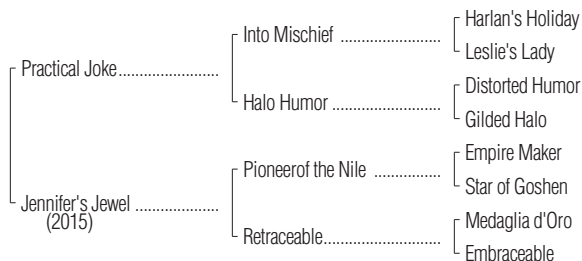 Harlan's Holiday
Into Mischief
Leslie's Lady
Practical Joke
Distorted Humor
Halo Humor
Gilded Halo
Empire Maker
Pioneerof the Nile
Star of Goshen
Jennifer's Jewel
(2015)
Medaglia d'Oro
Retraceable
Embraceable